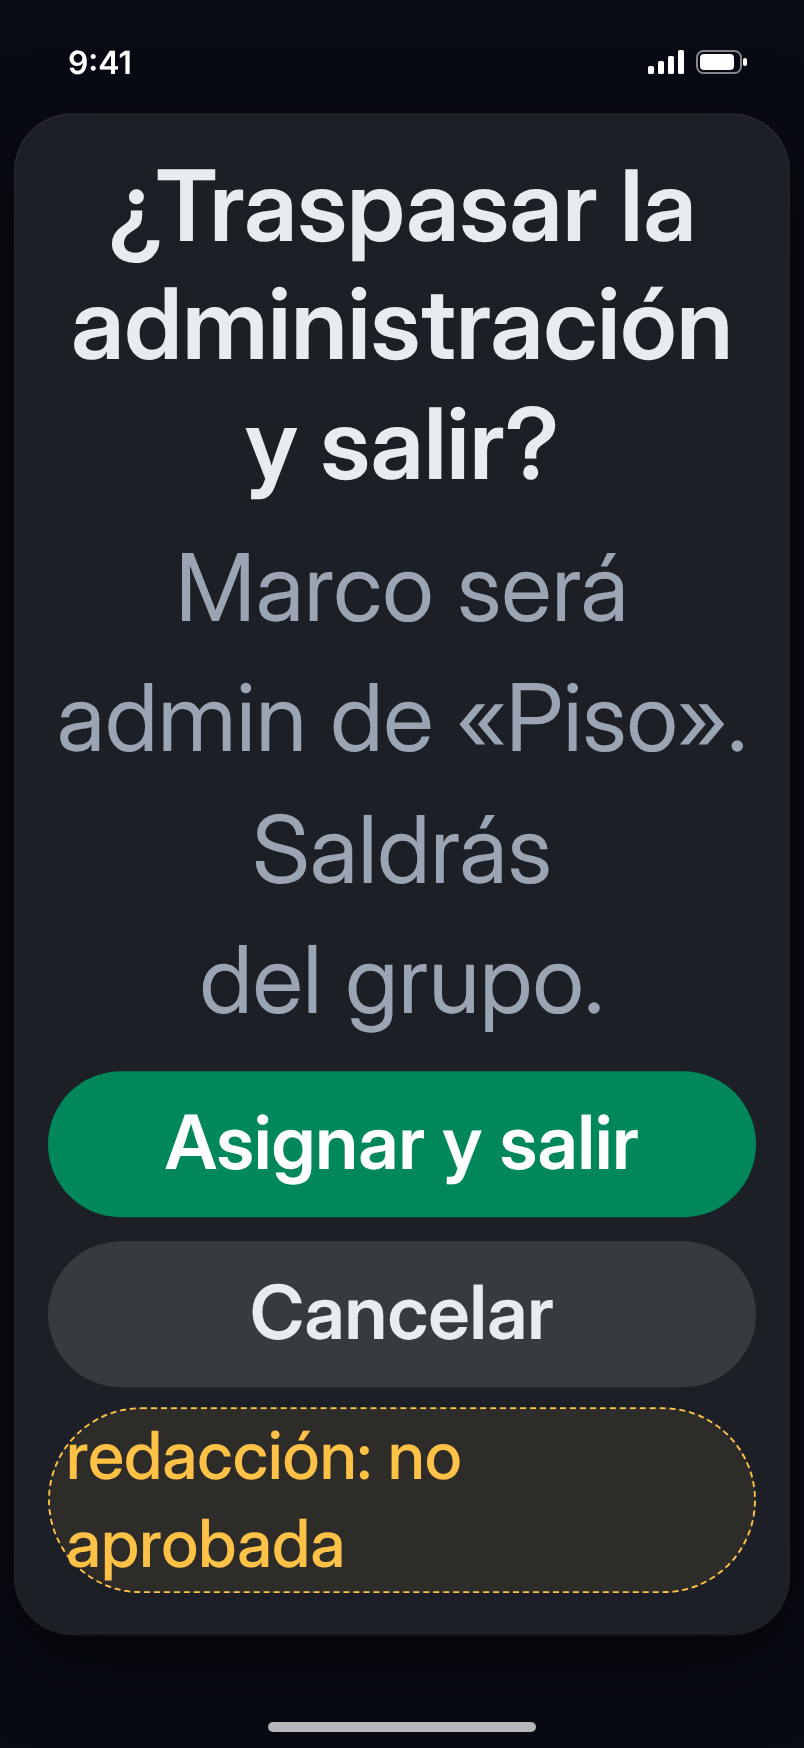 9:41
¿Traspasar la
administración
y salir?
Marco será
admin de «Piso».
Saldrás
del grupo.
Asignar y salir
Cancelar
redacción: no
aprobada